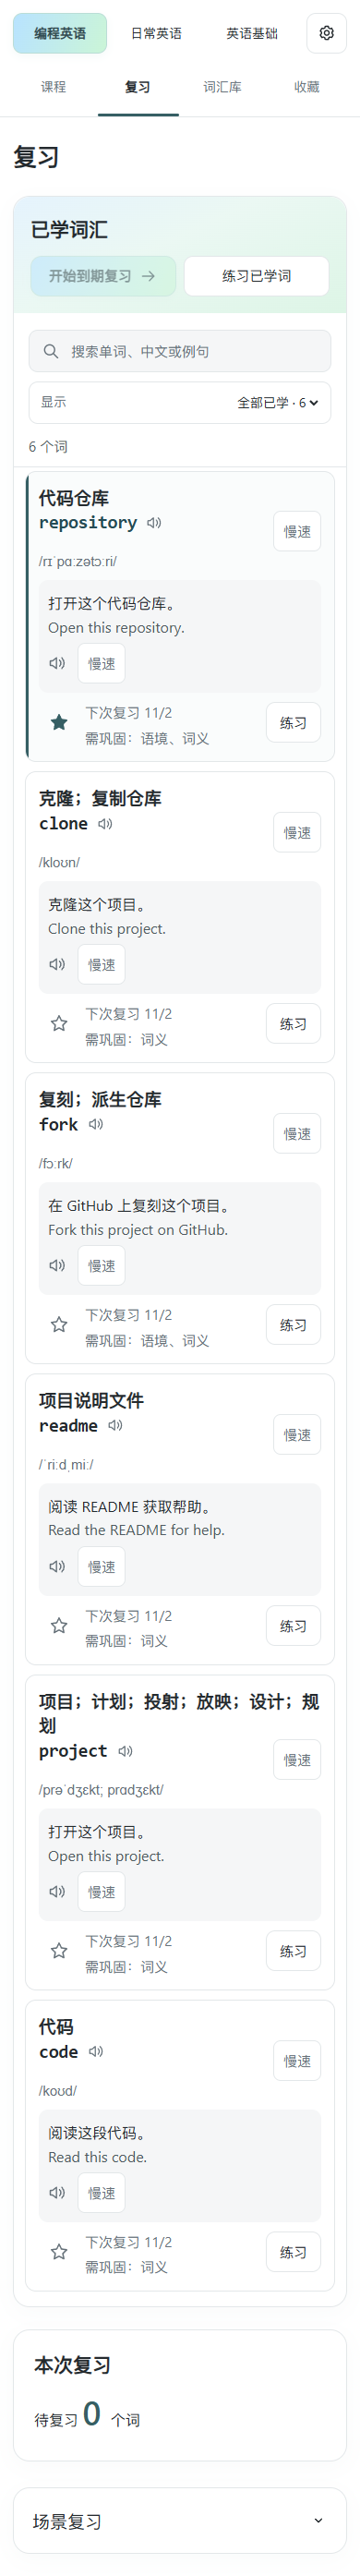 编程英语 日常英语 英语基础
课程 复习 词汇库 收藏
复习
已学词汇
开始到期复习 → 练习已学词
搜索单词、中文或例句
显示 全部已学 · 6
6 个词
代码仓库
repository
慢速
/rɪˈpɑːzətɔːri/
打开这个代码仓库。
Open this repository.
慢速
下次复习 11/2
需巩固：语境、词义
练习
克隆；复制仓库
clone
慢速
/kloʊn/
克隆这个项目。
Clone this project.
慢速
下次复习 11/2
需巩固：词义
练习
复刻；派生仓库
fork
慢速
/fɔːrk/
在 GitHub 上复刻这个项目。
Fork this project on GitHub.
慢速
下次复习 11/2
需巩固：语境、词义
练习
项目说明文件
readme
慢速
/ˈriːdˌmiː/
阅读 README 获取帮助。
Read the README for help.
慢速
下次复习 11/2
需巩固：词义
练习
项目；计划；投射；放映；设计；规
划
project
慢速
/prəˈdʒɛkt; prɑdʒɛkt/
打开这个项目。
Open this project.
慢速
下次复习 11/2
需巩固：词义
练习
代码
code
慢速
/koʊd/
阅读这段代码。
Read this code.
慢速
下次复习 11/2
需巩固：词义
练习
本次复习
待复习 0 个词
场景复习